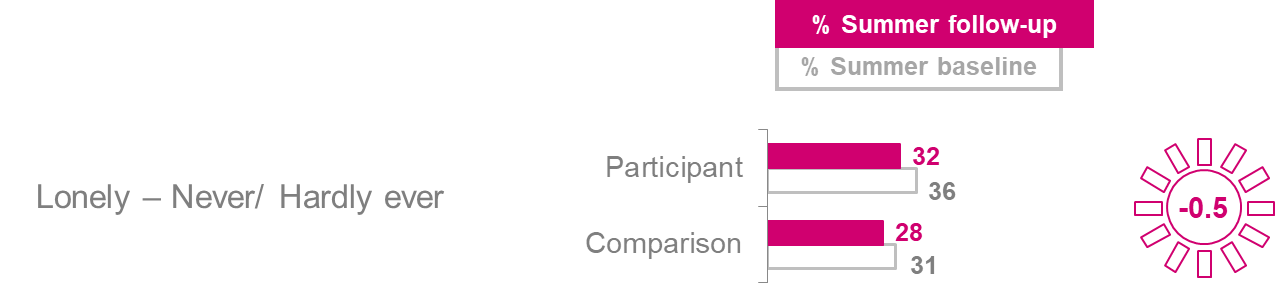 % Summer follow-up
% Summer baseline
Lonely – Never/ Hardly ever
Participant
32
36
Comparison
28
31
-0.5